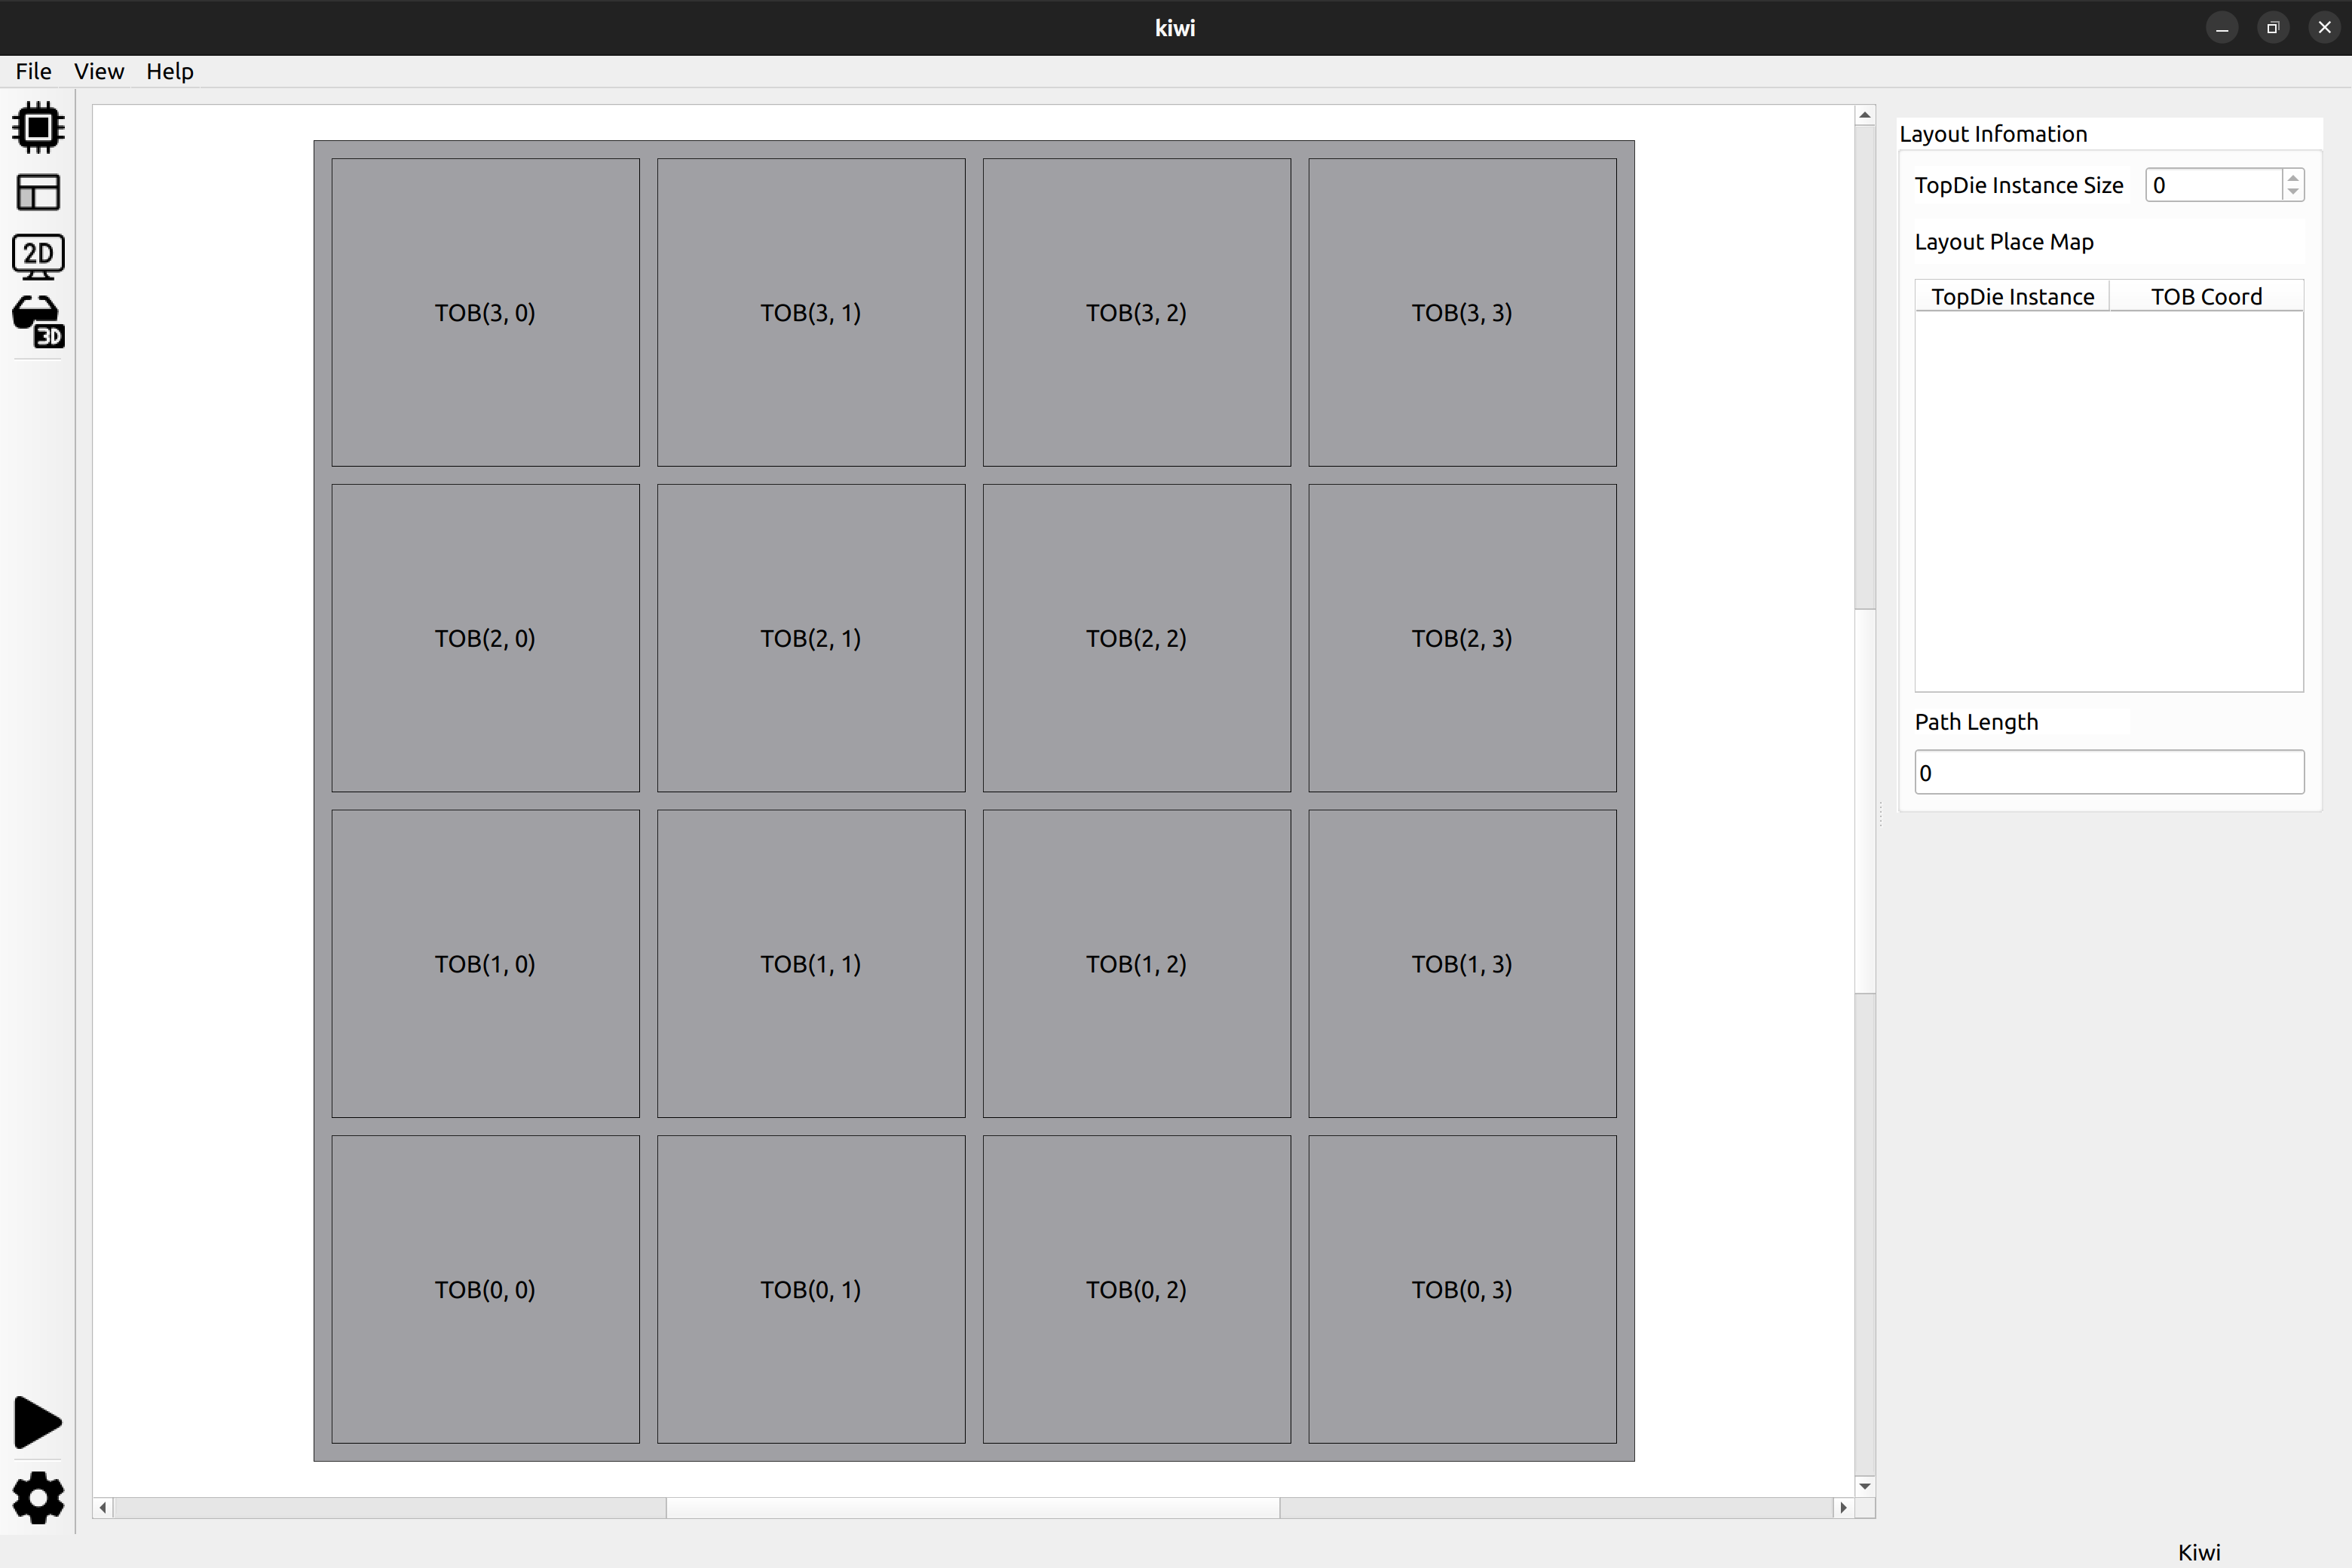 kiwi
File View Help
2D
3D
TOB(3, 0) TOB(3, 1) TOB(3, 2) TOB(3, 3)
TOB(2, 0) TOB(2, 1) TOB(2, 2) TOB(2, 3)
TOB(1, 0) TOB(1, 1) TOB(1, 2) TOB(1, 3)
TOB(0, 0) TOB(0, 1) TOB(0, 2) TOB(0, 3)
Layout Infomation
TopDie Instance Size 0
Layout Place Map
TopDie Instance TOB Coord
Path Length
0
Kiwi